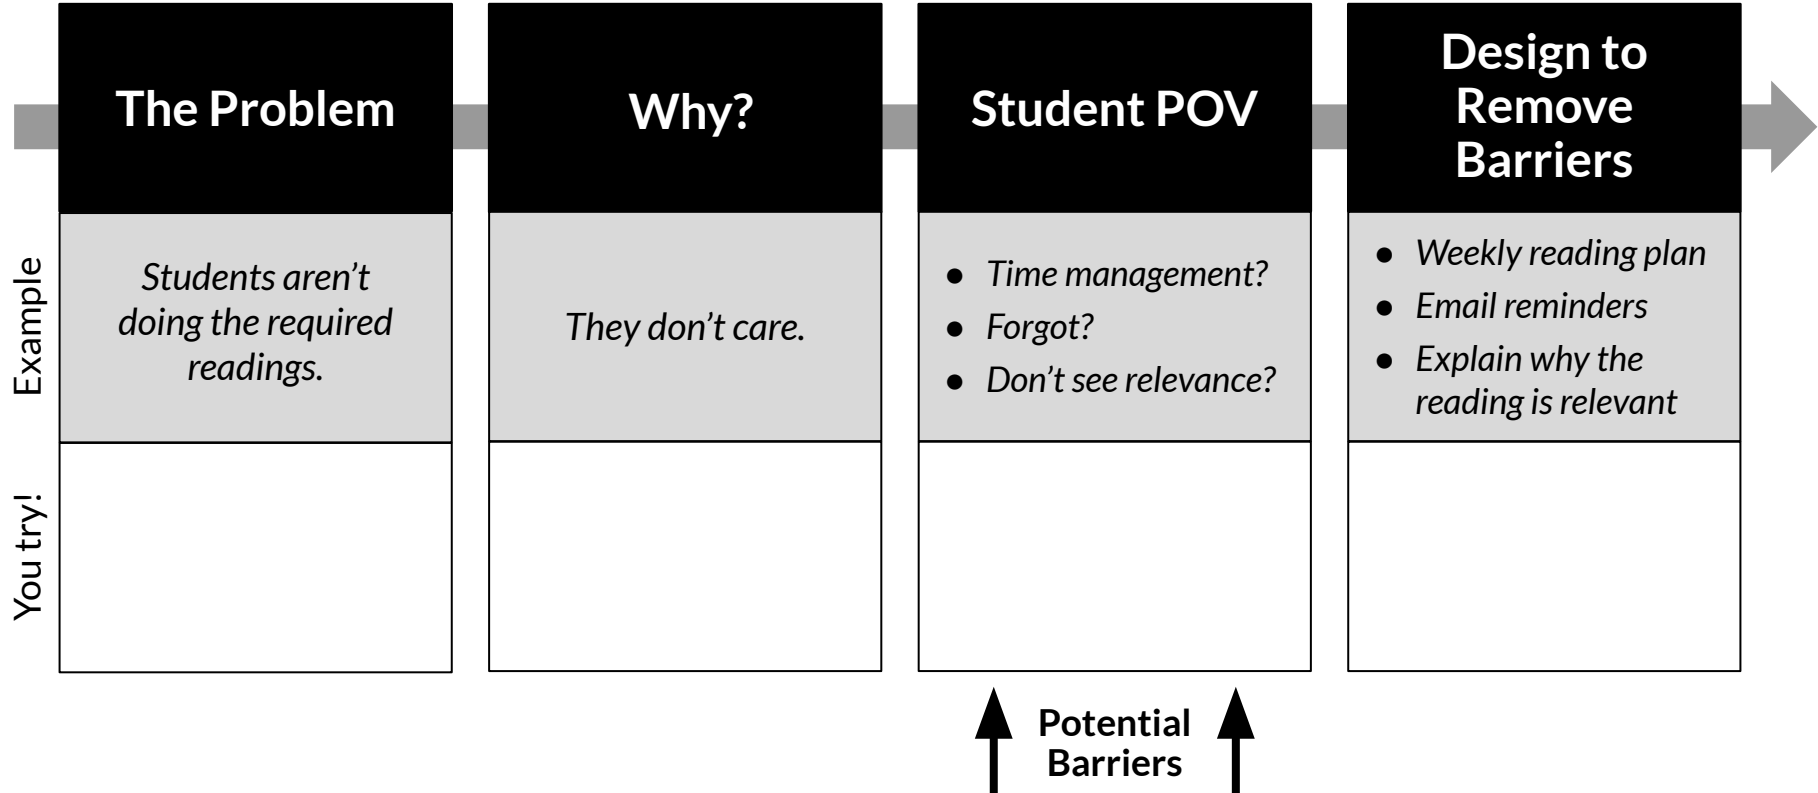 The Problem
Why?
Student POV
Design to
Remove
Barriers
Example
Students aren’t
doing the required
readings.
They don’t care.
● Time management?
● Forgot?
● Don’t see relevance?
● Weekly reading plan
● Email reminders
● Explain why the
reading is relevant
You try!
Potential
Barriers